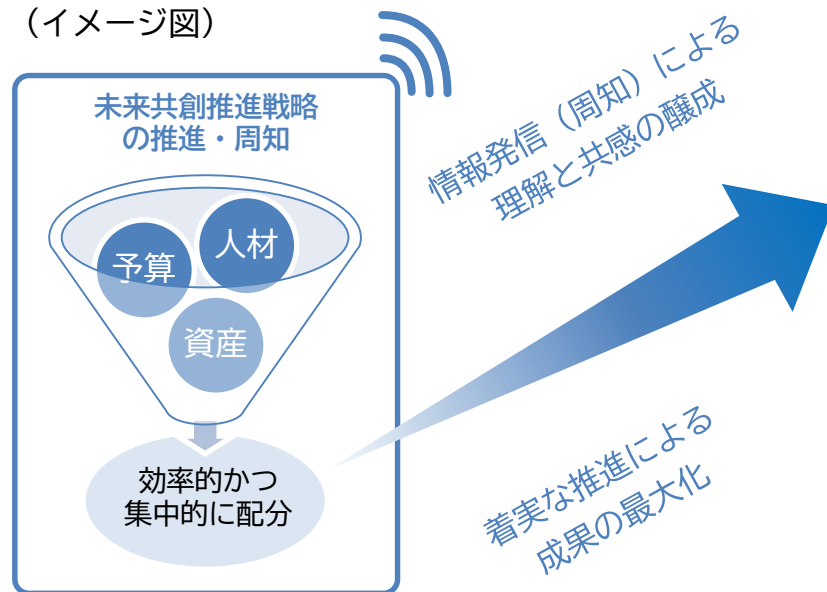 （イメージ図）
未来共創推進戦略
の推進・周知
人材
予算
資産
効率的かつ
集中的に配分
情報発信（周知）による
理解と共感の醸成
着実な推進による
成果の最大化